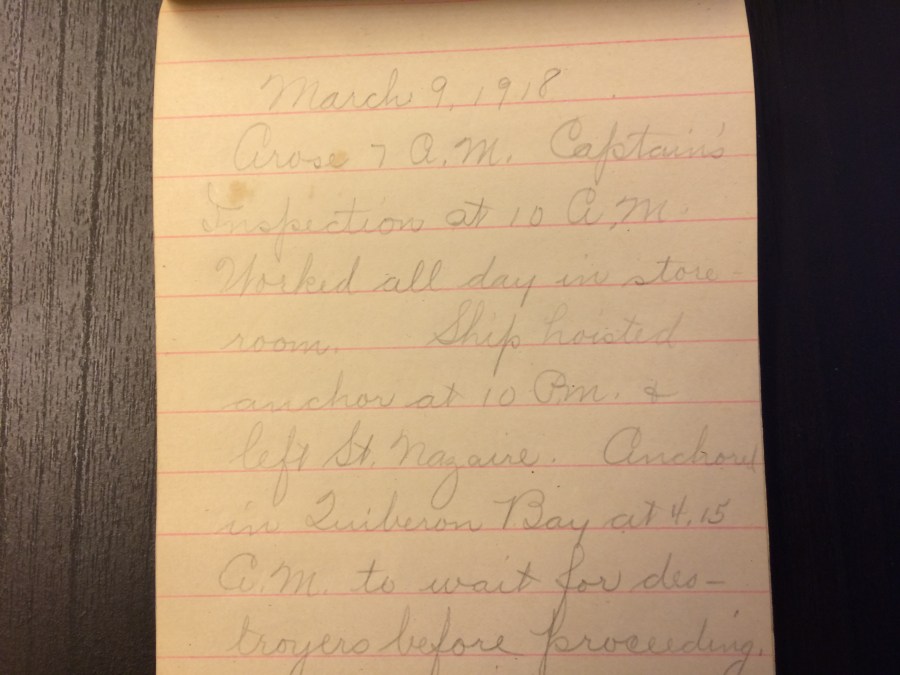 March 9, 1918
Arose 7 A.M. Captain's
Inspection at 10 A.M.
Worked all day in store-
room. Ship hoisted
anchor at 10 P.m. &
left St. Nazaire. Anchored
in Quiberon Bay at 4.15
A.M. to wait for des-
troyers before proceeding.